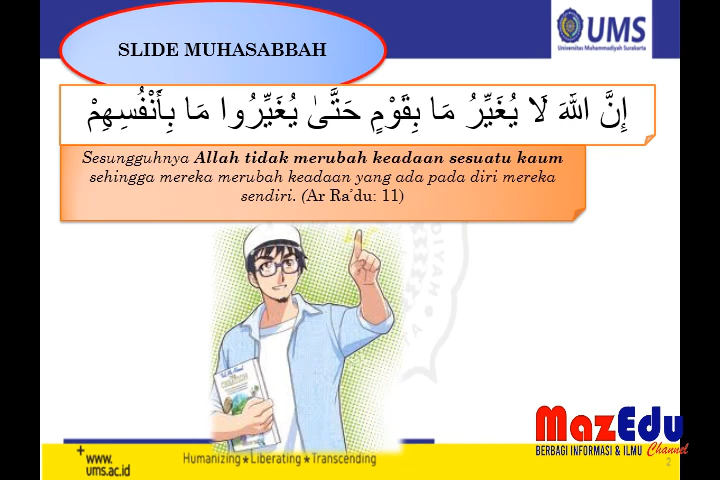 SLIDE MUHASABBAH
UMS
Universitas Muhammadiyah Surakarta
إِنَّ اللَّهَ لَا يُغَيِّرُ مَا بِقَوْمٍ حَتَّىٰ يُغَيِّرُوا مَا بِأَنْفُسِهِمْ
Sesungguhnya Allah tidak merubah keadaan sesuatu kaum
sehingga mereka merubah keadaan yang ada pada diri mereka
sendiri. (Ar Ra’du: 11)
MazEdu
BERBAGI INFORMASI & ILMU Channel
www.
ums.ac.id
Humanizing ★ Liberating ★ Transcending
2